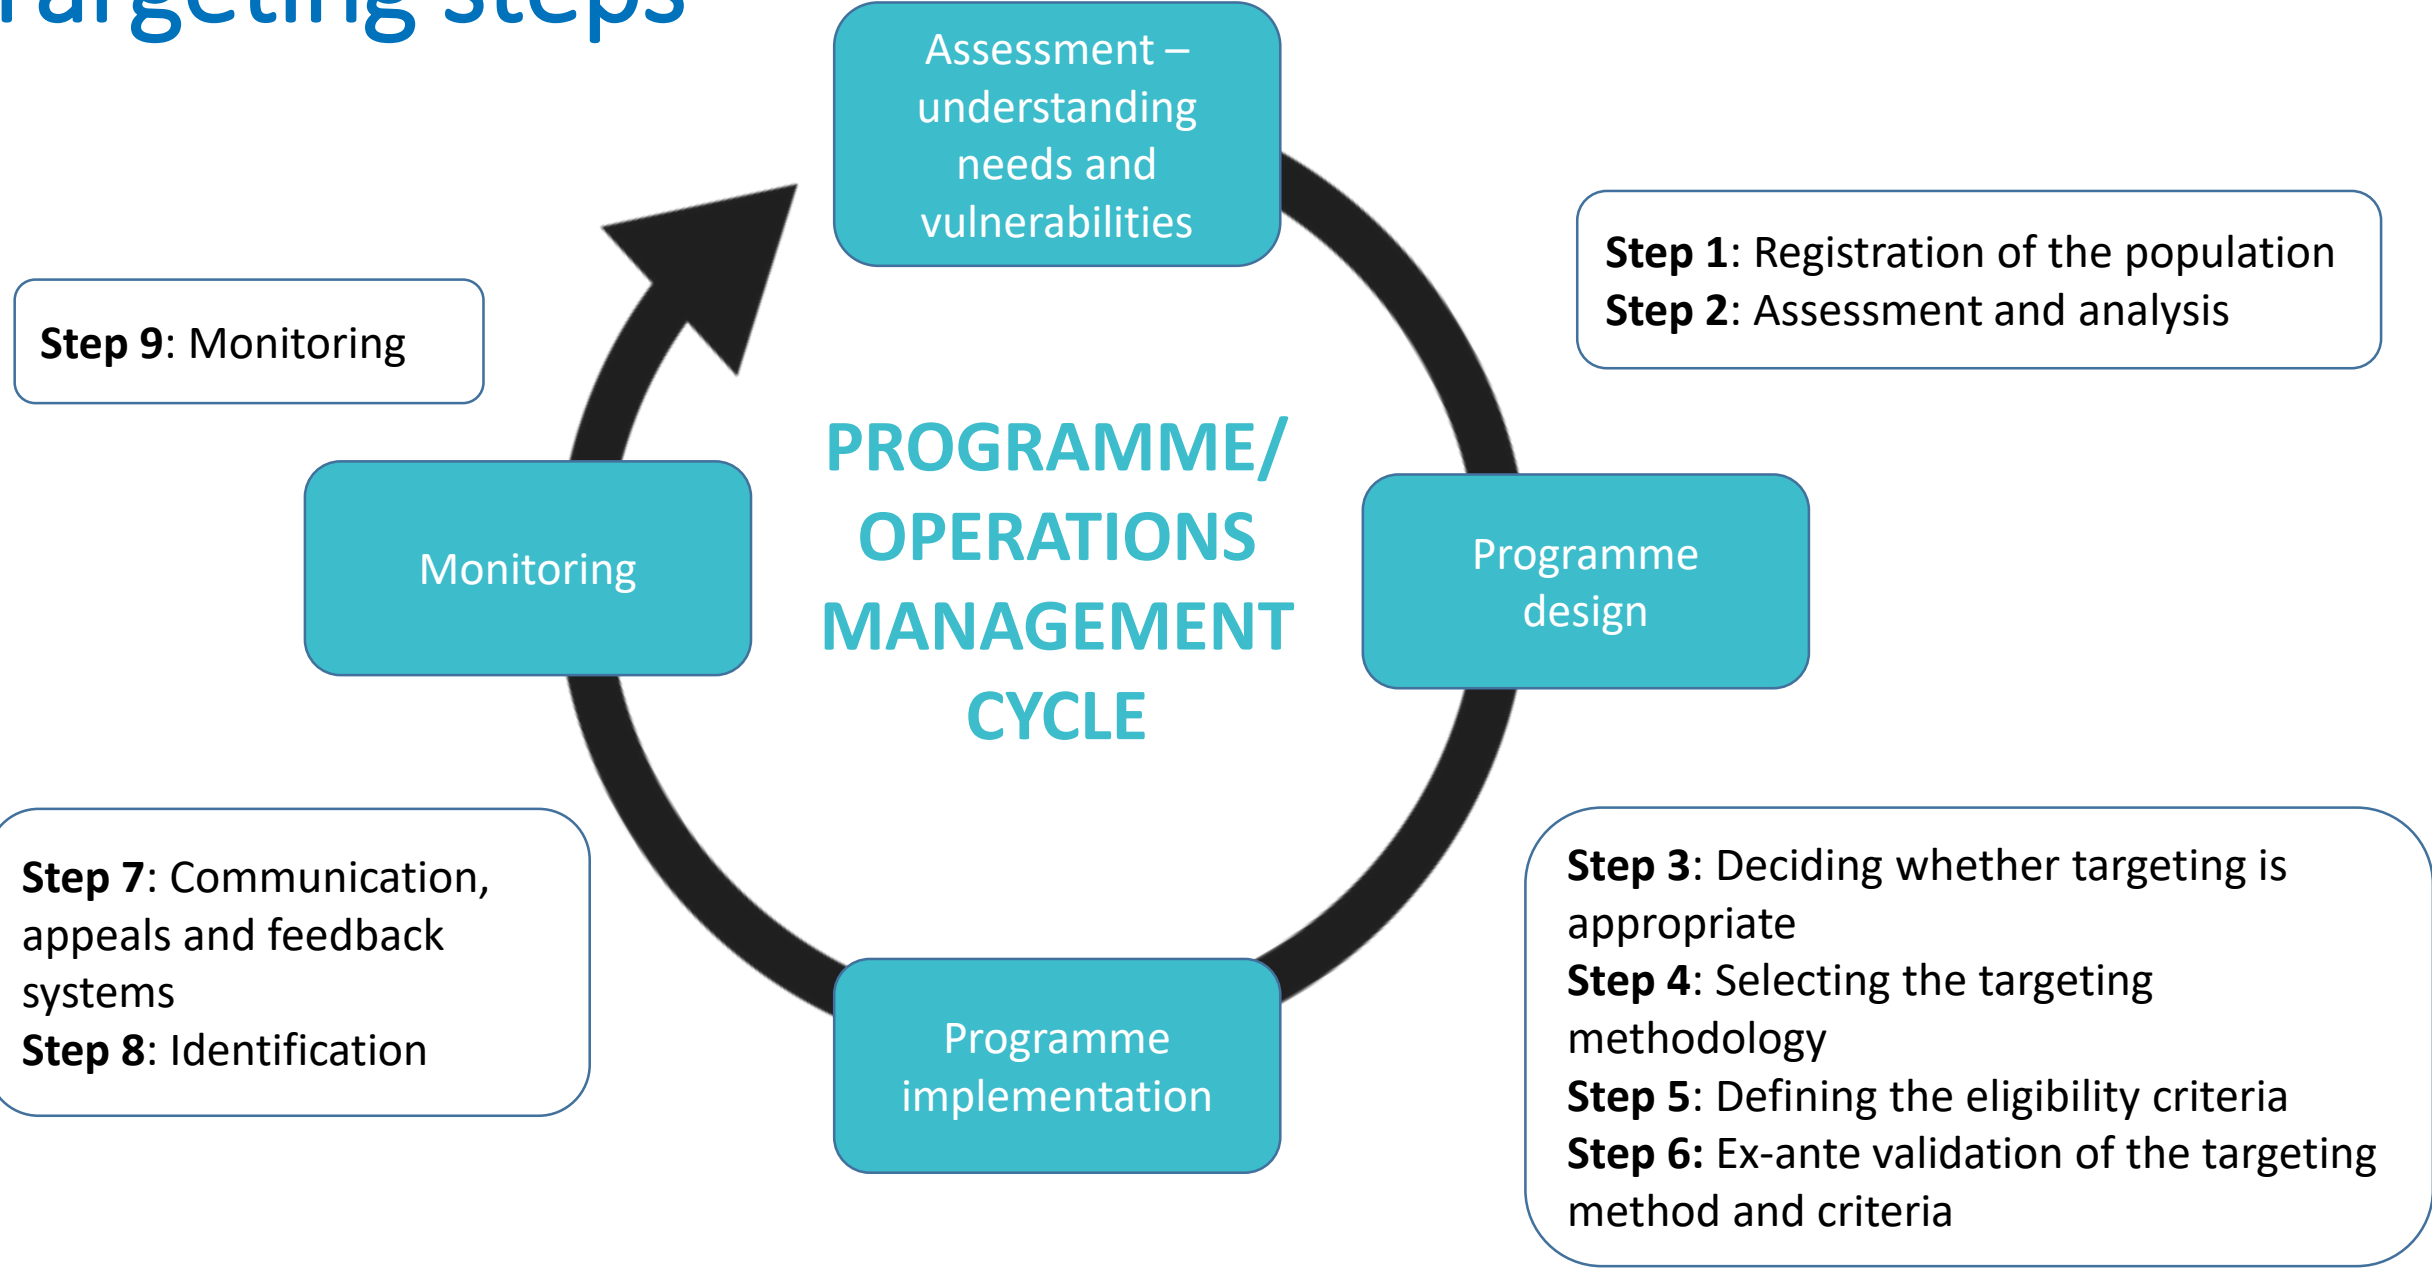 Targeting steps
Assessment –
understanding
needs and
vulnerabilities
Step 1: Registration of the population
Step 2: Assessment and analysis
Step 9: Monitoring
PROGRAMME/
OPERATIONS
MANAGEMENT
CYCLE
Monitoring
Programme
design
Step 7: Communication,
appeals and feedback
systems
Step 8: Identification
Step 3: Deciding whether targeting is
appropriate
Step 4: Selecting the targeting
methodology
Step 5: Defining the eligibility criteria
Step 6: Ex-ante validation of the targeting
method and criteria
Programme
implementation